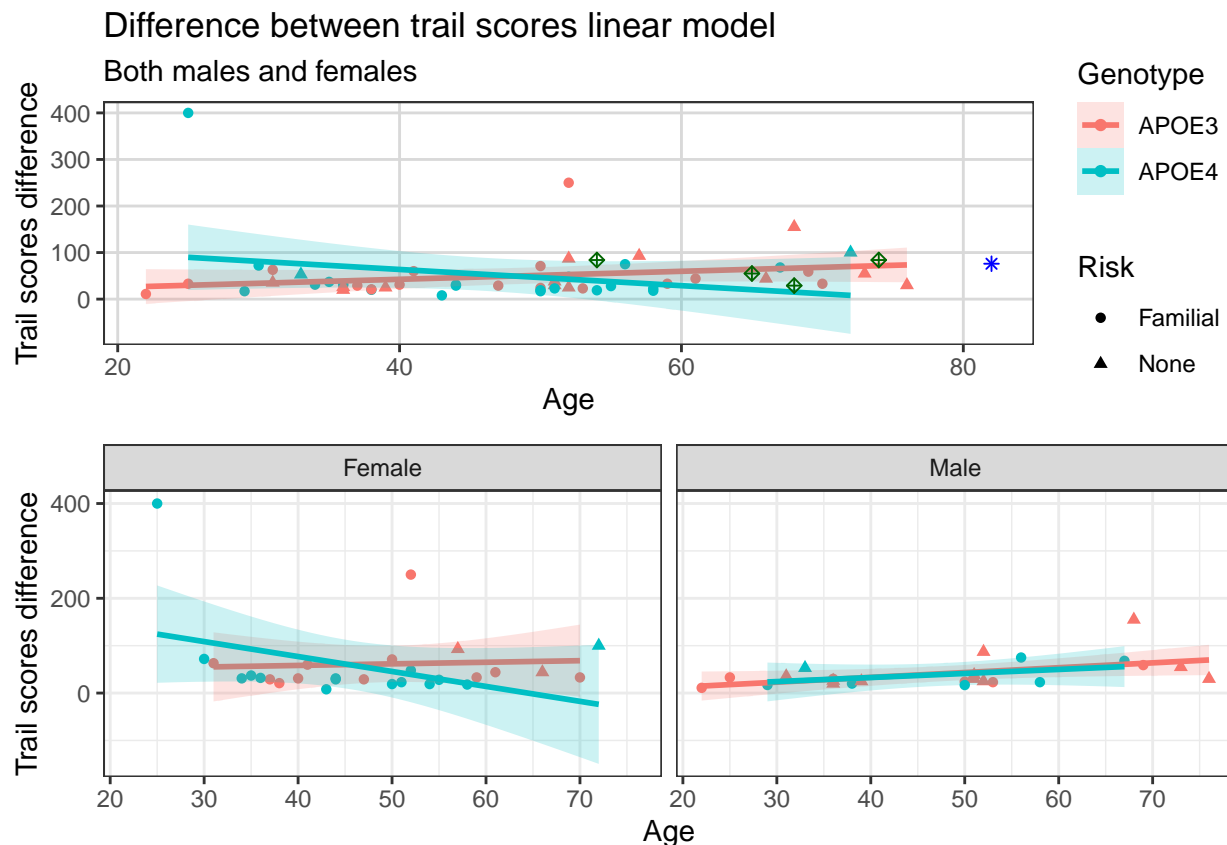 Difference between trail scores linear model
Both males and females
Trail scores difference
400
300
200
100
0
20 40 60 80
Age
Genotype
APOE3
APOE4
Risk
Familial
None
Female Male
Trail scores difference
400
200
0
20 30 40 50 60 70 20 30 40 50 60 70
Age